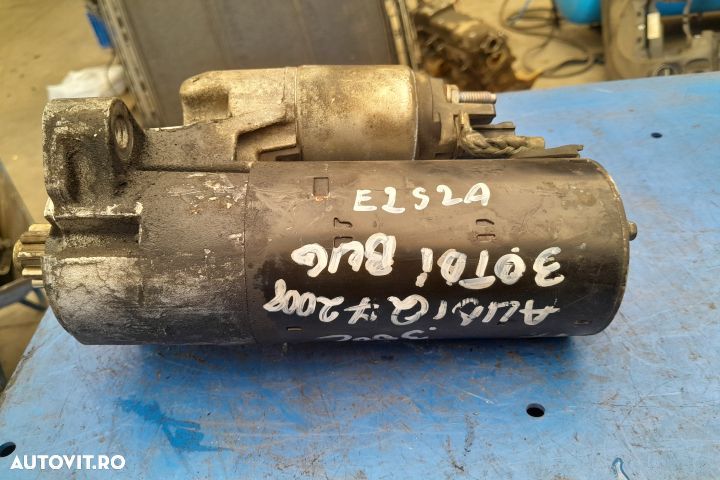 AUDI Q7 2008
3.0TDi BUG
E2S2A
AUTOVIT.RO